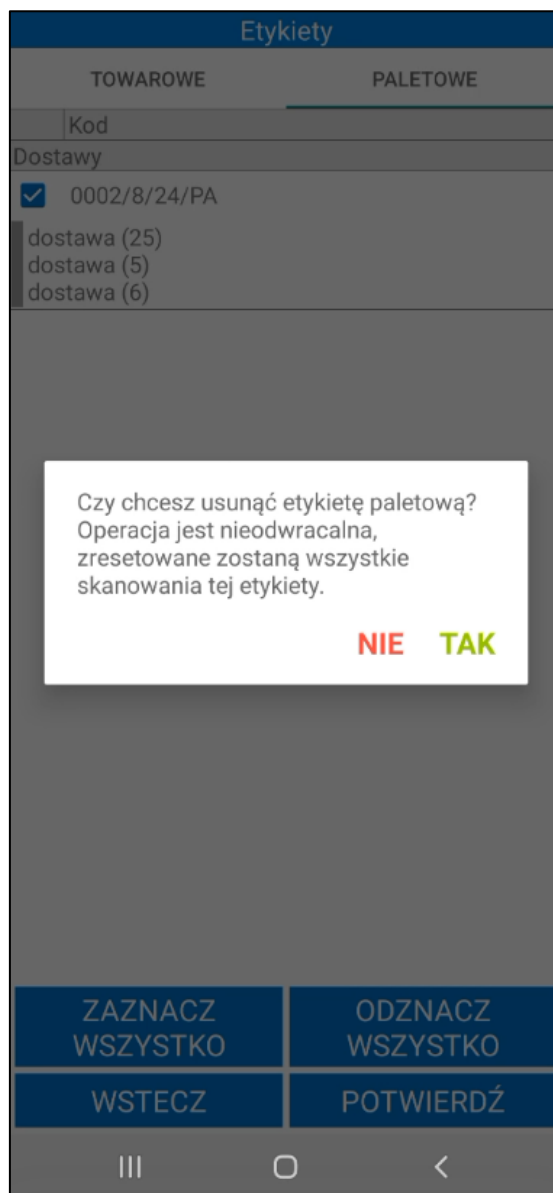 Etykiety
TOWAROWE PALETOWE
Kod
Dostawy
0002/8/24/PA
dostawa (25)
dostawa (5)
dostawa (6)
Czy chcesz usunąć etykietę paletową?
Operacja jest nieodwracalna,
zresetowane zostaną wszystkie
skanowania tej etykiety.
NIE TAK
ZAZNACZ
WSZYSTKO
ODZNACZ
WSZYSTKO
WSTECZ POTWIERDŹ